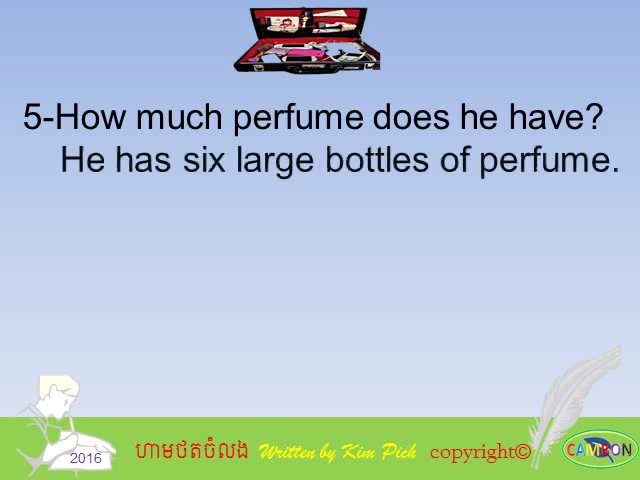 5-How much perfume does he have?
He has six large bottles of perfume.
2016 ហាមថតចំលង Written by Kim Pich copyright© CAMBON